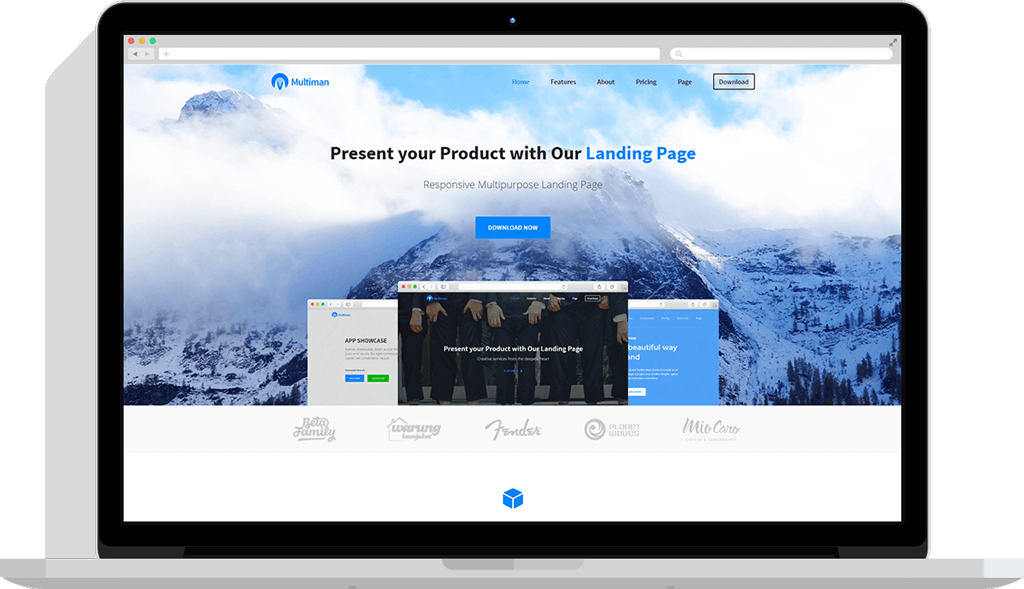 Multiman
Home Features About Pricing Page Download
Present your Product with Our Landing Page
Responsive Multipurpose Landing Page
DOWNLOAD NOW
Multiman
APP SHOWCASE
Present your Product with Our Landing Page
Creative services from the deepest heart
beautiful way
and
Beta
Family
warung
Fender
PLANET
WAVES
Mio Caro